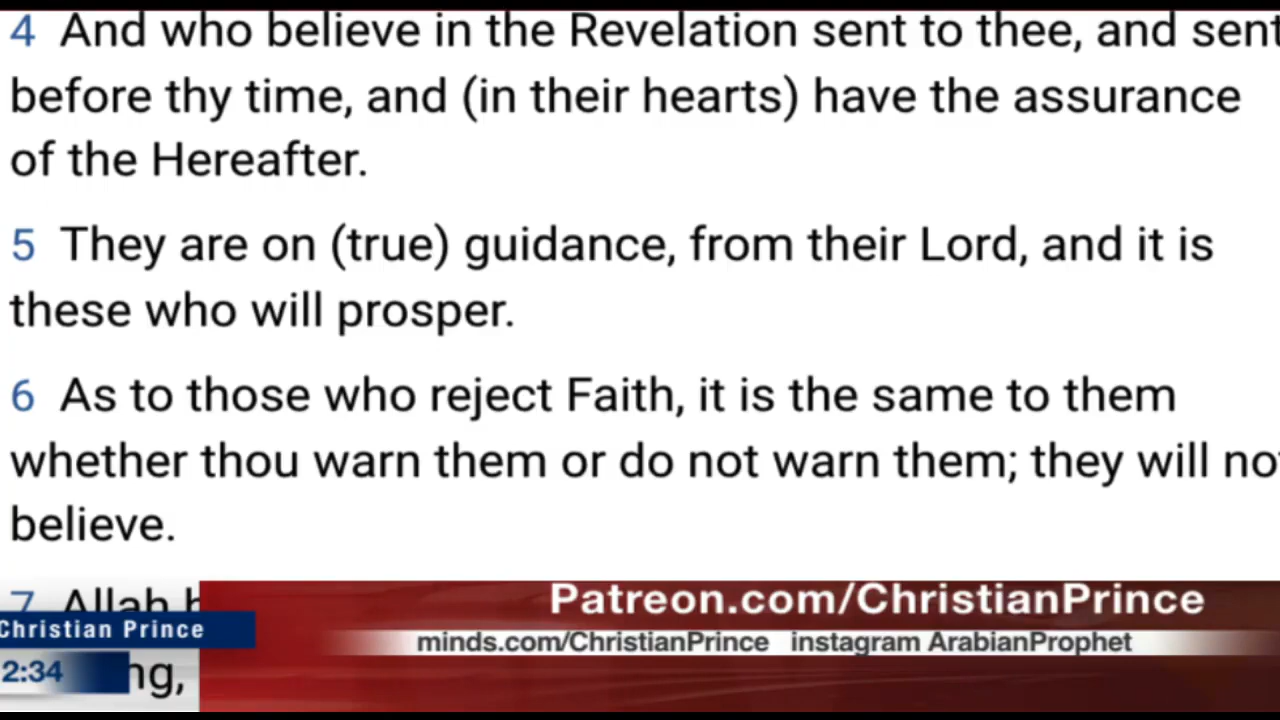 4 And who believe in the Revelation sent to thee, and sent
before thy time, and (in their hearts) have the assurance
of the Hereafter.
5 They are on (true) guidance, from their Lord, and it is
these who will prosper.
6 As to those who reject Faith, it is the same to them
whether thou warn them or do not warn them; they will no
believe.
7 Allah
Patreon.com/ChristianPrince
Christian Prince
minds.com/ChristianPrince instagram ArabianProphet
2:34
ng,